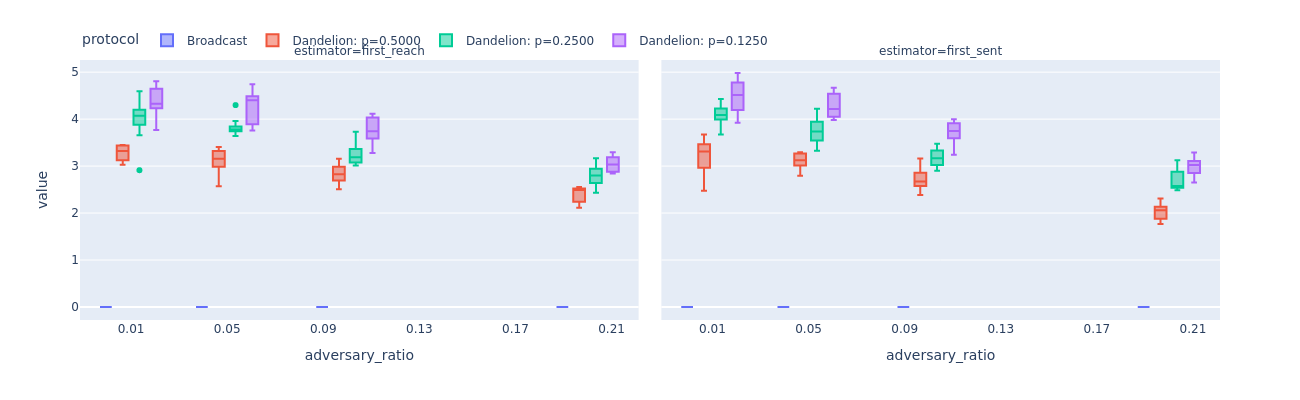 protocol Broadcast Dandelion: p=0.5000 Dandelion: p=0.2500 Dandelion: p=0.1250
estimator=first_reach estimator=first_sent
5
4
3
2
1
0
value
0.01 0.05 0.09 0.13 0.17 0.21 0.01 0.05 0.09 0.13 0.17 0.21
adversary_ratio adversary_ratio